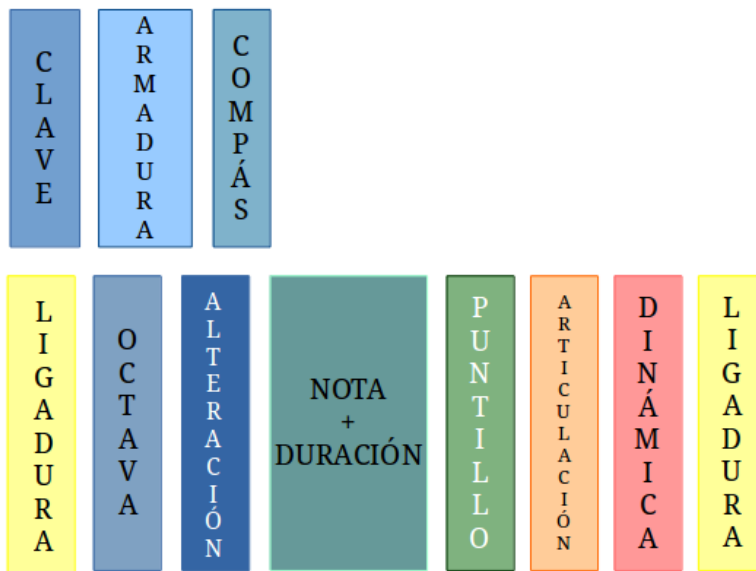 CLAVE
ARMADURA
COMPÁS
LIGADURA
OCTAVA
ALTERACIÓN
NOTA
+
DURACIÓN
PUNTILLO
ARTICULACIÓN
DINÁMICA
LIGADURA